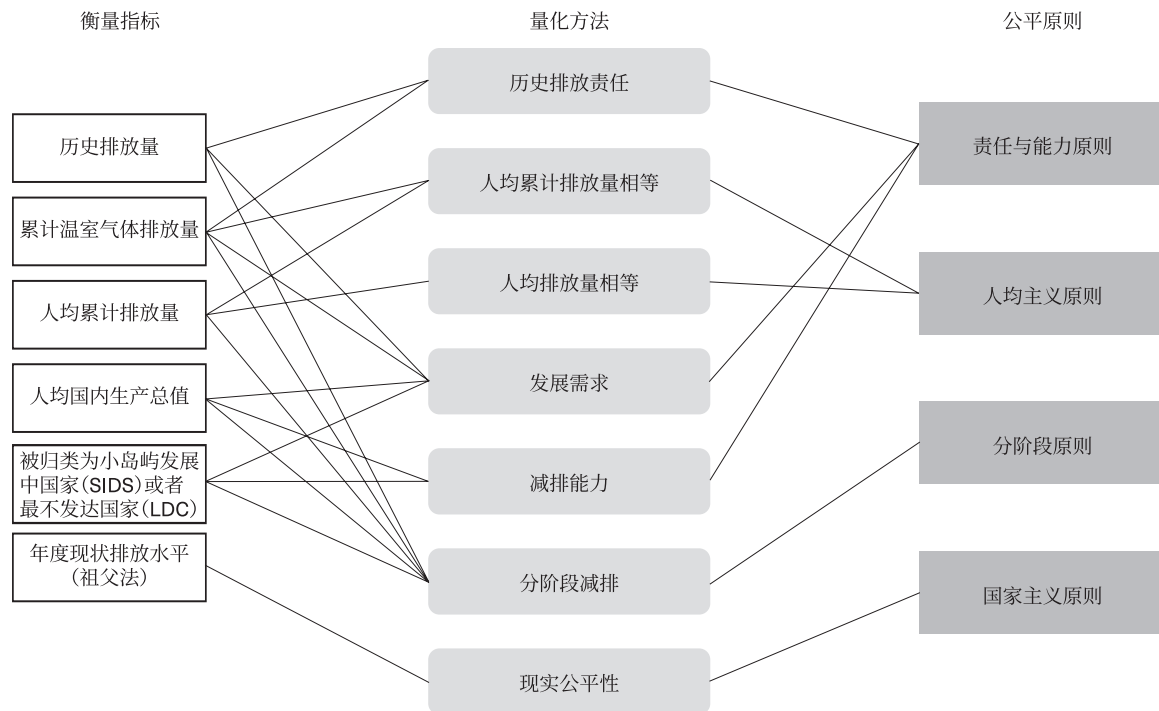 衡量指标
量化方法
公平原则
历史排放量
累计温室气体排放量
人均累计排放量
人均国内生产总值
被归类为小岛屿发展
中国家(SIDS)或者
最不发达国家(LDC)
年度现状排放水平
(祖父法)
历史排放责任
人均累计排放量相等
人均排放量相等
发展需求
减排能力
分阶段减排
现实公平性
责任与能力原则
人均主义原则
分阶段原则
国家主义原则